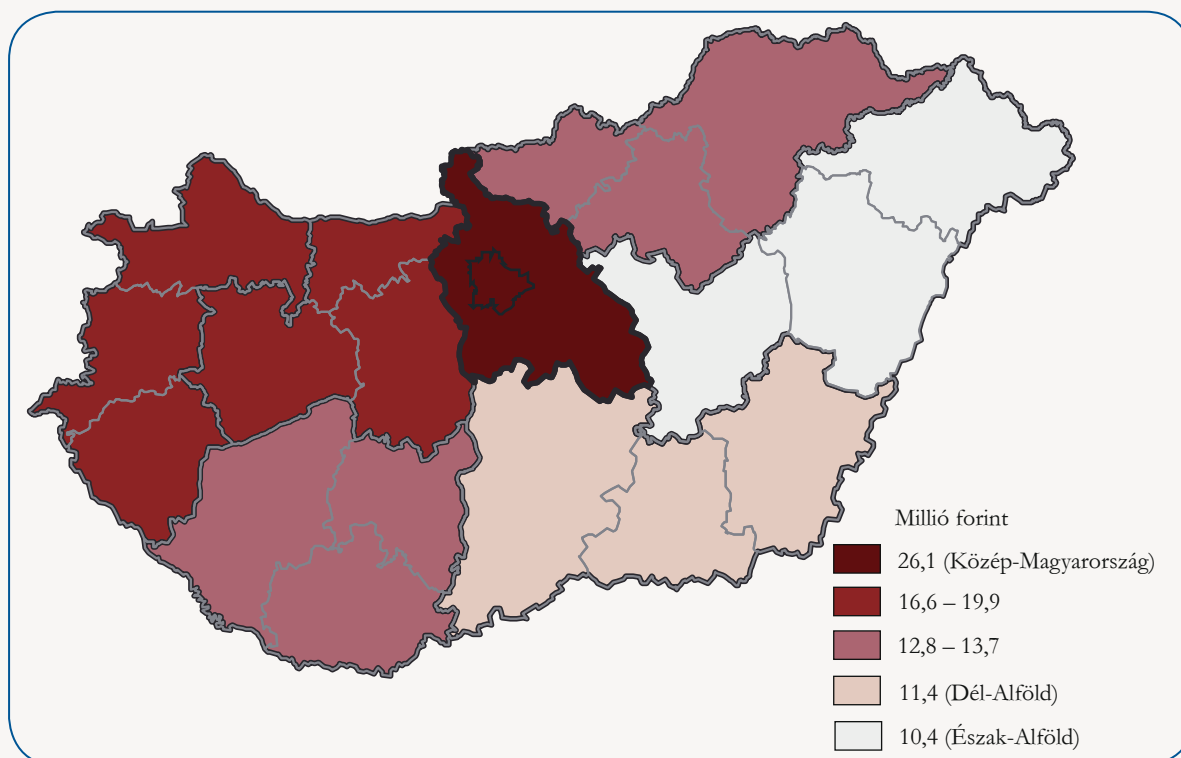 Millió forint
26,1 (Közép-Magyarország)
16,6 – 19,9
12,8 – 13,7
11,4 (Dél-Alföld)
10,4 (Észak-Alföld)